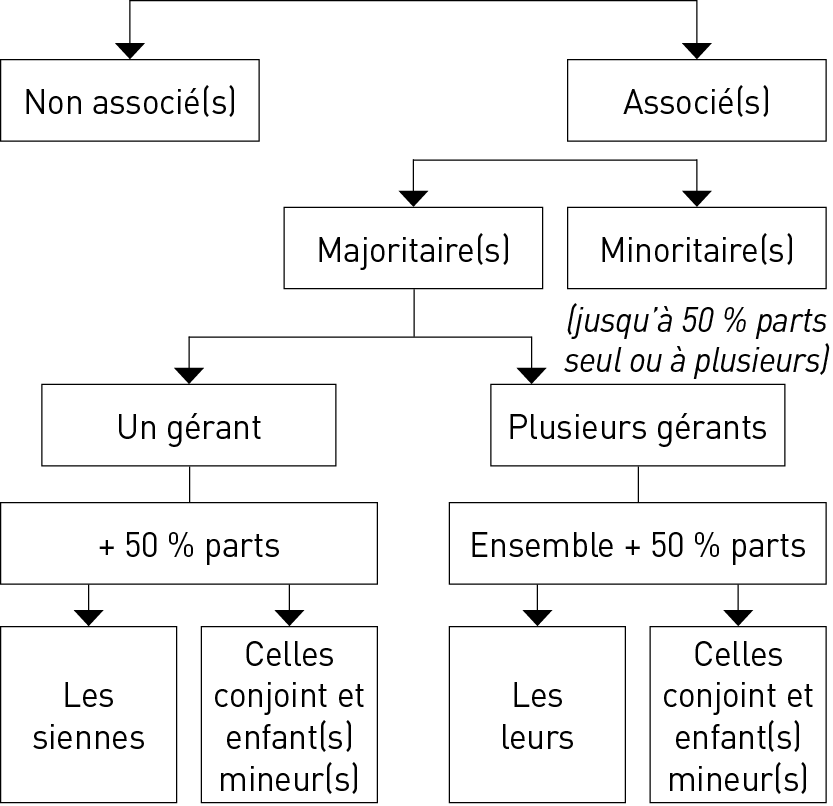 Non associé(s)
Associé(s)
Majoritaire(s)
Minoritaire(s)
(jusqu'à 50 % parts
seul ou à plusieurs)
Un gérant
Plusieurs gérants
+ 50 % parts
Ensemble + 50 % parts
Les
siennes
Celles
conjoint et
enfant(s)
mineur(s)
Les
leurs
Celles
conjoint et
enfant(s)
mineur(s)